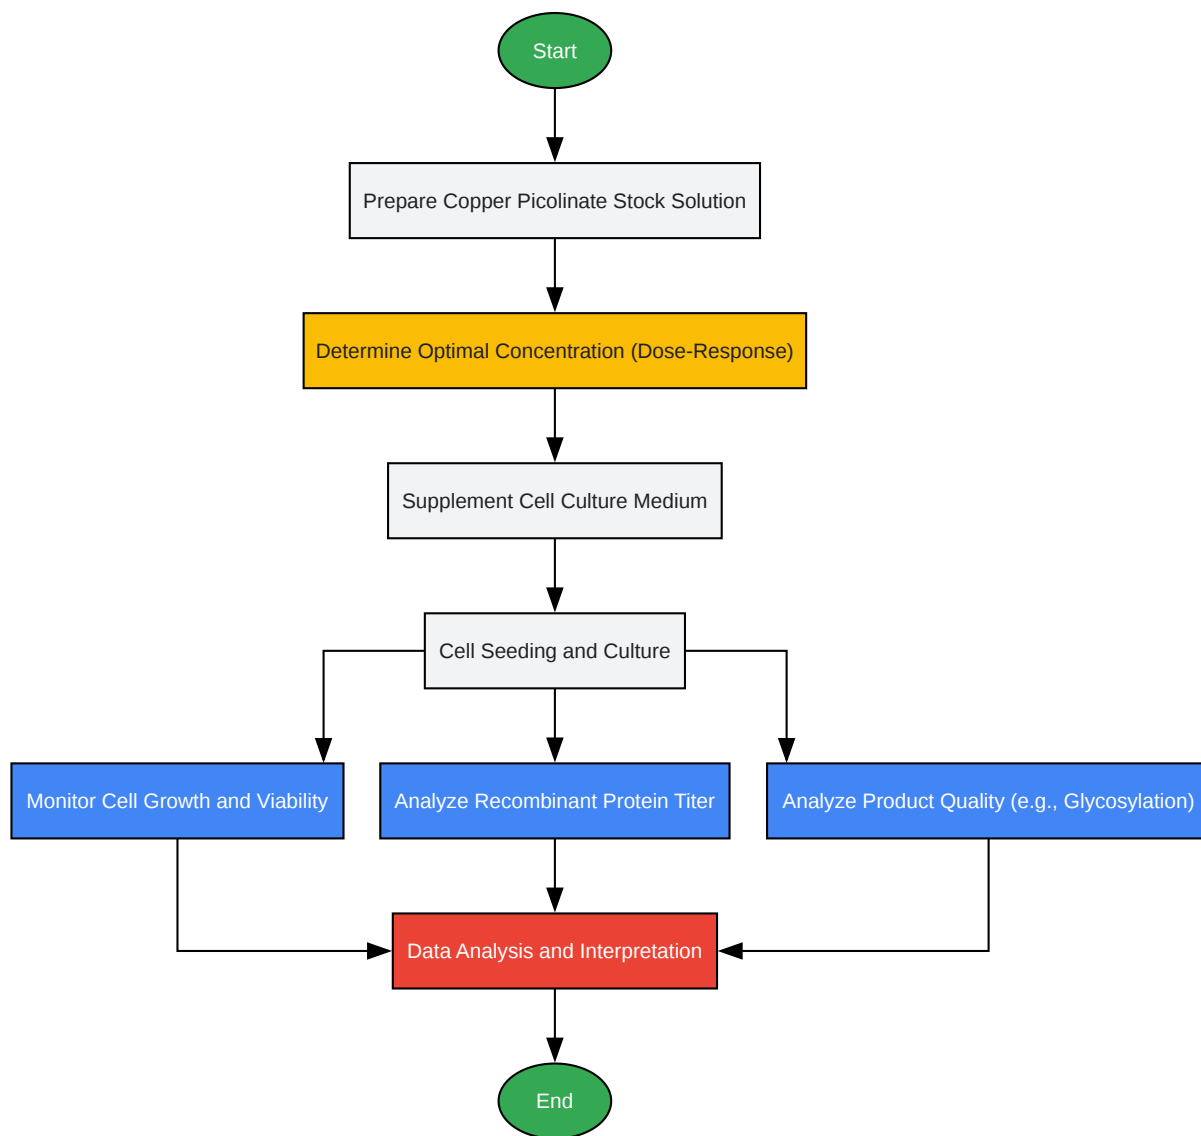 Start
Prepare Copper Picolinate Stock Solution
Determine Optimal Concentration (Dose-Response)
Supplement Cell Culture Medium
Cell Seeding and Culture
Monitor Cell Growth and Viability
Analyze Recombinant Protein Titer
Analyze Product Quality (e.g., Glycosylation)
Data Analysis and Interpretation
End